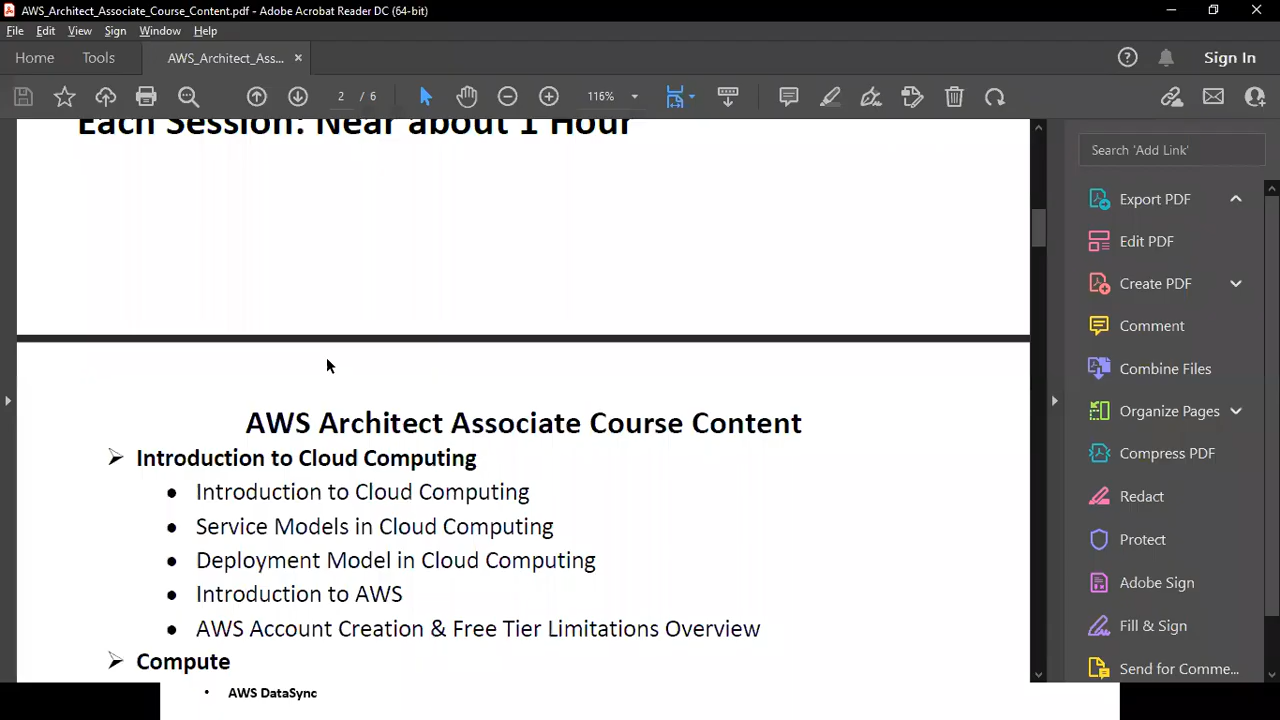 AWS_Architect_Associate_Course_Content.pdf - Adobe Acrobat Reader DC (64-bit)
File Edit View Sign Window Help
Home Tools AWS_Architect_Ass... Sign In
2 / 6 116%
Each Session: Near about 1 Hour
AWS Architect Associate Course Content
Introduction to Cloud Computing
Introduction to Cloud Computing
Service Models in Cloud Computing
Deployment Model in Cloud Computing
Introduction to AWS
AWS Account Creation & Free Tier Limitations Overview
Compute
AWS DataSync
Search 'Add Link'
Export PDF
Edit PDF
Create PDF
Comment
Combine Files
Organize Pages
Compress PDF
Redact
Protect
Adobe Sign
Fill & Sign
Send for Comme...